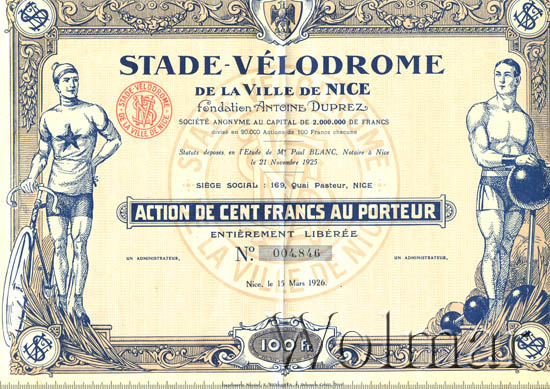 STADE-VÉLODROME
DE LA VILLE DE NICE
Fondation ANTOINE DUPREZ
SOCIÉTÉ ANONYME AU CAPITAL DE 2.000.000 DE FRANCS
divisé en 20.000 Actions de 100 Francs chacune
STADE VÉLODROME
DE LA VILLE DE NICE
Statuts déposés en l'Etude de Me Paul BLANC, Notaire à Nice
le 21 Novembre 1925
SIÈGE SOCIAL : 169, Quai Pasteur, NICE
ACTION DE CENT FRANCS AU PORTEUR
ENTIÈREMENT LIBÉRÉE
No. 004,846
UN ADMINISTRATEUR,
UN ADMINISTRATEUR,
Nice, le 15 Mars 1926.
100 Fr.
Wolmar